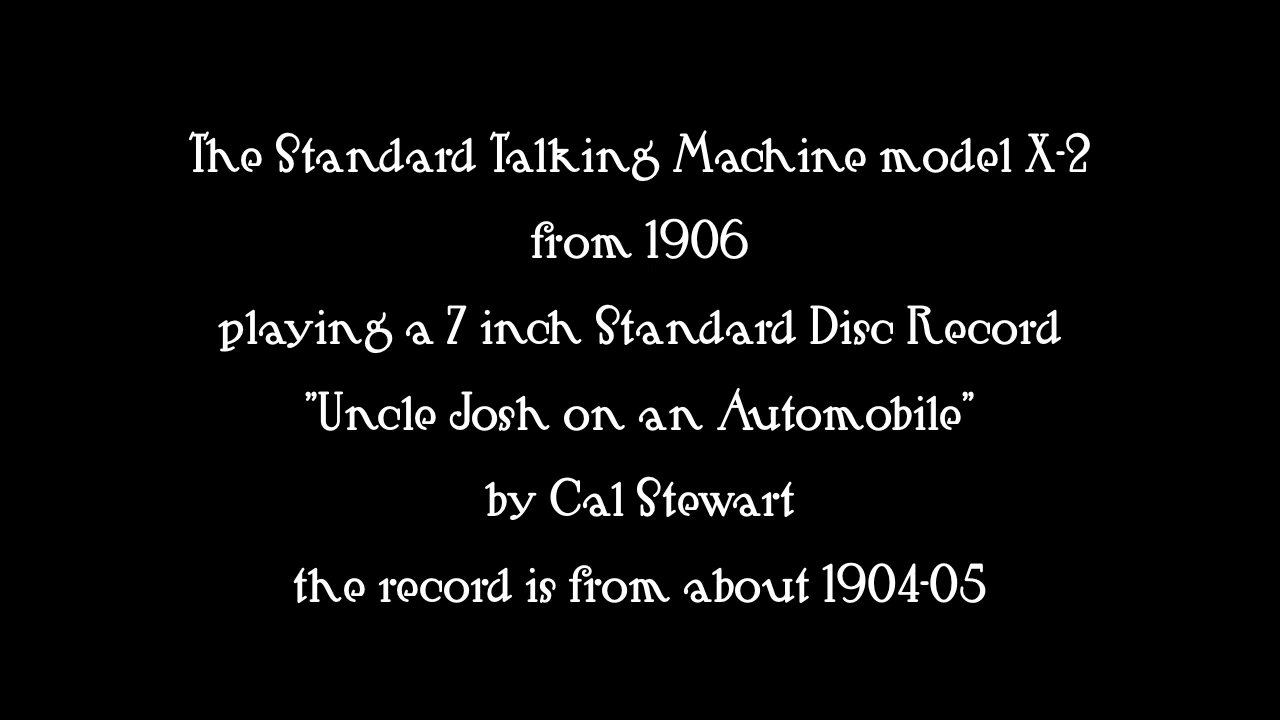 The Standard Talking Machine model X-2
from 1906
playing a 7 inch Standard Disc Record
"Uncle Josh on an Automobile"
by Cal Stewart
the record is from about 1904-05